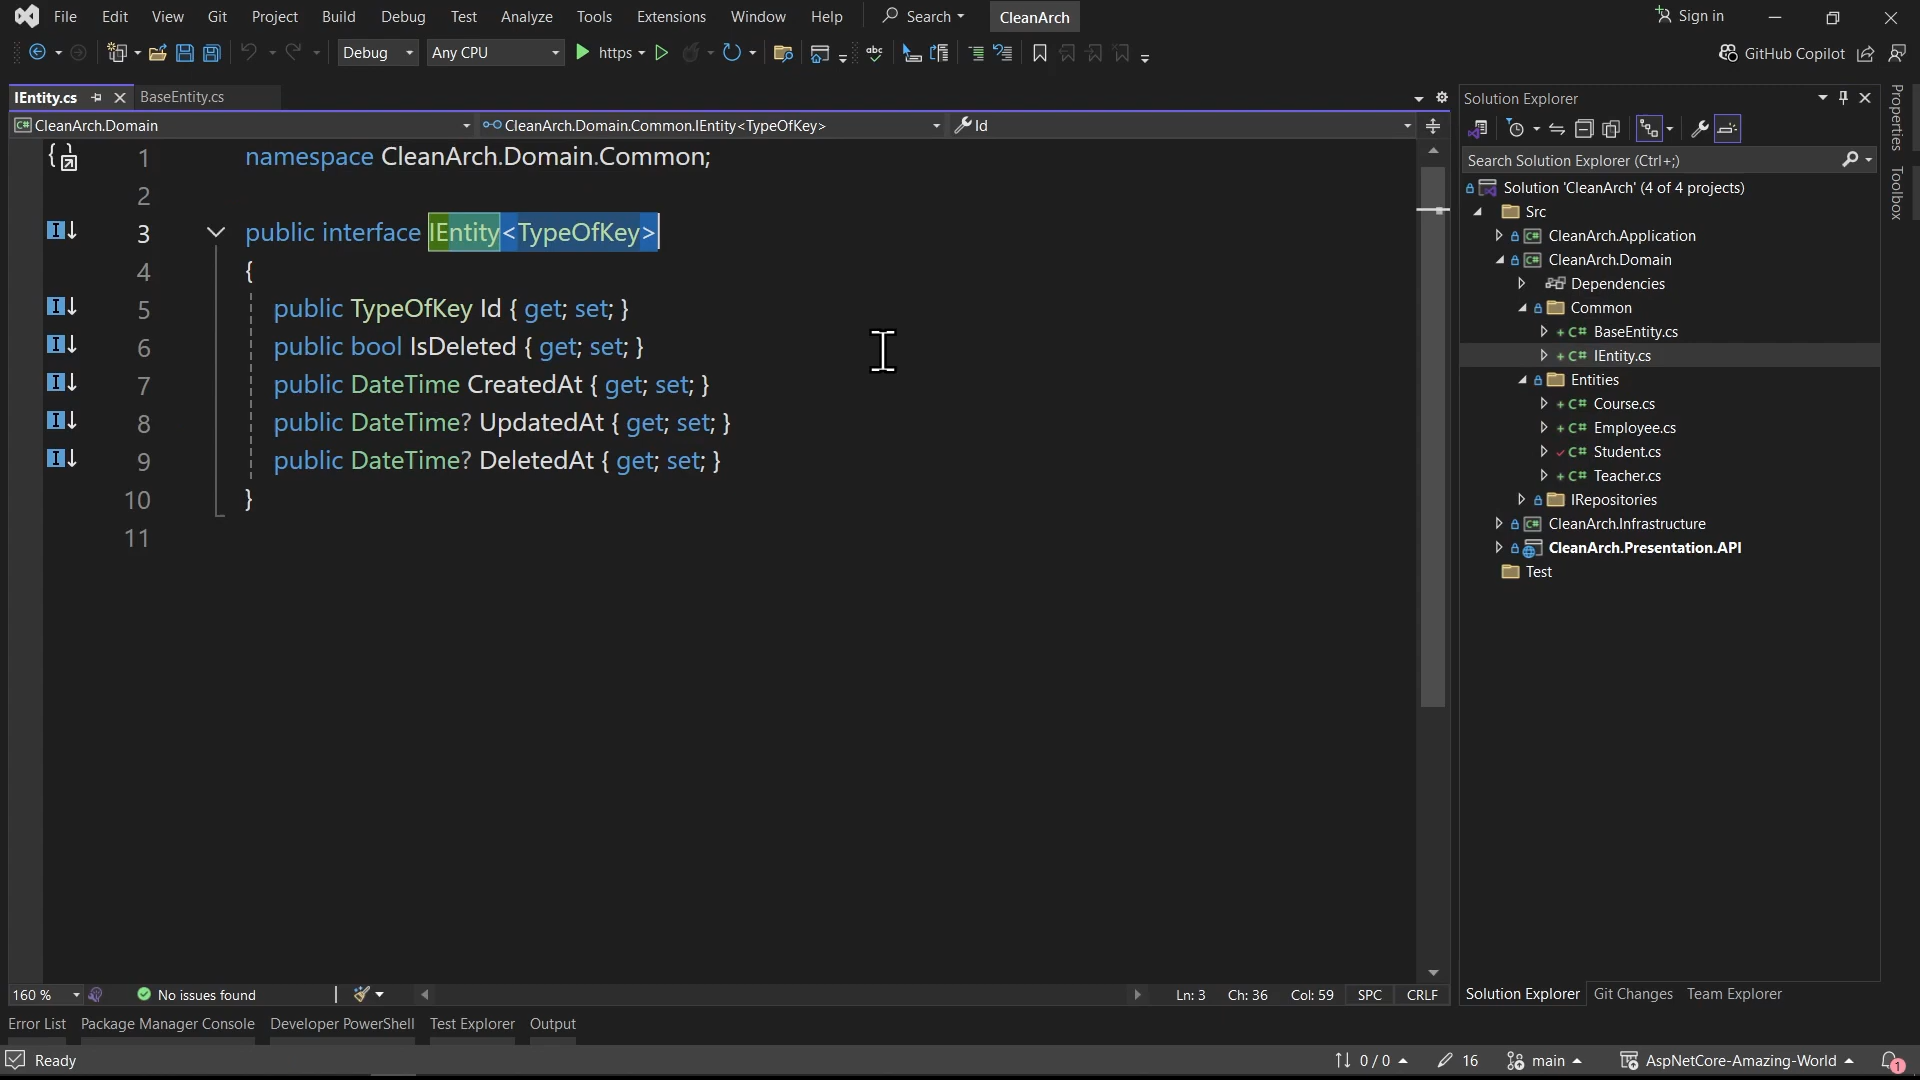 File Edit View Git Project Build Debug Test Analyze Tools Extensions Window Help Search CleanArch Sign in
Debug Any CPU https abc GitHub Copilot
IEntity.cs BaseEntity.cs
CleanArch.Domain CleanArch.Domain.Common.IEntity<TypeOfKey> Id
1 namespace CleanArch.Domain.Common;
2
3 public interface IEntity<TypeOfKey>
4 {
5 public TypeOfKey Id { get; set; }
6 public bool IsDeleted { get; set; }
7 public DateTime CreatedAt { get; set; }
8 public DateTime? UpdatedAt { get; set; }
9 public DateTime? DeletedAt { get; set; }
10 }
11
Solution Explorer
Search Solution Explorer (Ctrl+;)
Solution 'CleanArch' (4 of 4 projects)
Src
C# CleanArch.Application
C# CleanArch.Domain
Dependencies
Common
C# BaseEntity.cs
C# IEntity.cs
Entities
C# Course.cs
C# Employee.cs
C# Student.cs
C# Teacher.cs
IRepositories
C# CleanArch.Infrastructure
CleanArch.Presentation.API
Test
Properties
Toolbox
160 % No issues found Ln: 3 Ch: 36 Col: 59 SPC CRLF
Solution Explorer Git Changes Team Explorer
Error List Package Manager Console Developer PowerShell Test Explorer Output
Ready 0 / 0 16 main AspNetCore-Amazing-World 1